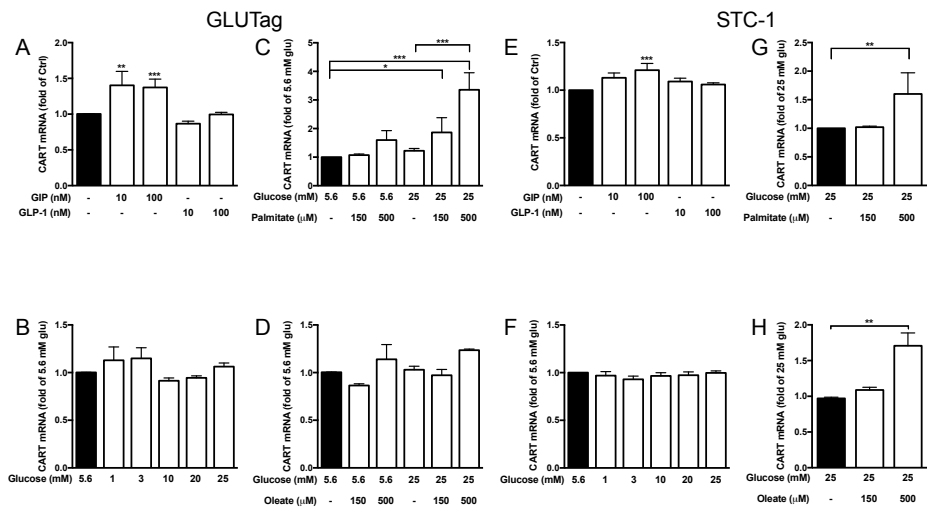 GLUTag
STC-1
A
CART mRNA (fold of Ctrl)
2.0
1.5
1.0
0.5
0.0
** ***
GIP (nM) - 10 100 - -
GLP-1 (nM) - - - 10 100
C
CART mRNA (fold of 5.6 mM glu)
5
4
3
2
1
0
***
***
*
Glucose (mM) 5.6 5.6 5.6 25 25 25
Palmitate (µM) - 150 500 - 150 500
E
CART mRNA (fold of Ctrl)
1.5
1.0
0.5
0.0
***
GIP (nM) - 10 100 - -
GLP-1 (nM) - - - 10 100
G
CART mRNA (fold of 25 mM glu)
2.5
2.0
1.5
1.0
0.5
0.0
**
Glucose (mM) 25 25 25
Palmitate (µM) - 150 500
B
CART mRNA (fold of 5.6 mM glu)
1.5
1.0
0.5
0.0
Glucose (mM) 5.6 1 3 10 20 25
D
CART mRNA (fold of 5.6 mM glu)
1.5
1.0
0.5
0.0
Glucose (mM) 5.6 5.6 5.6 25 25 25
Oleate (µM) - 150 500 - 150 500
F
CART mRNA (fold of 5.6 mM glu)
1.5
1.0
0.5
0.0
Glucose (mM) 5.6 1 3 10 20 25
H
CART mRNA (fold of 25 mM glu)
2.0
1.5
1.0
0.5
0.0
**
Glucose (mM) 25 25 25
Oleate (µM) - 150 500